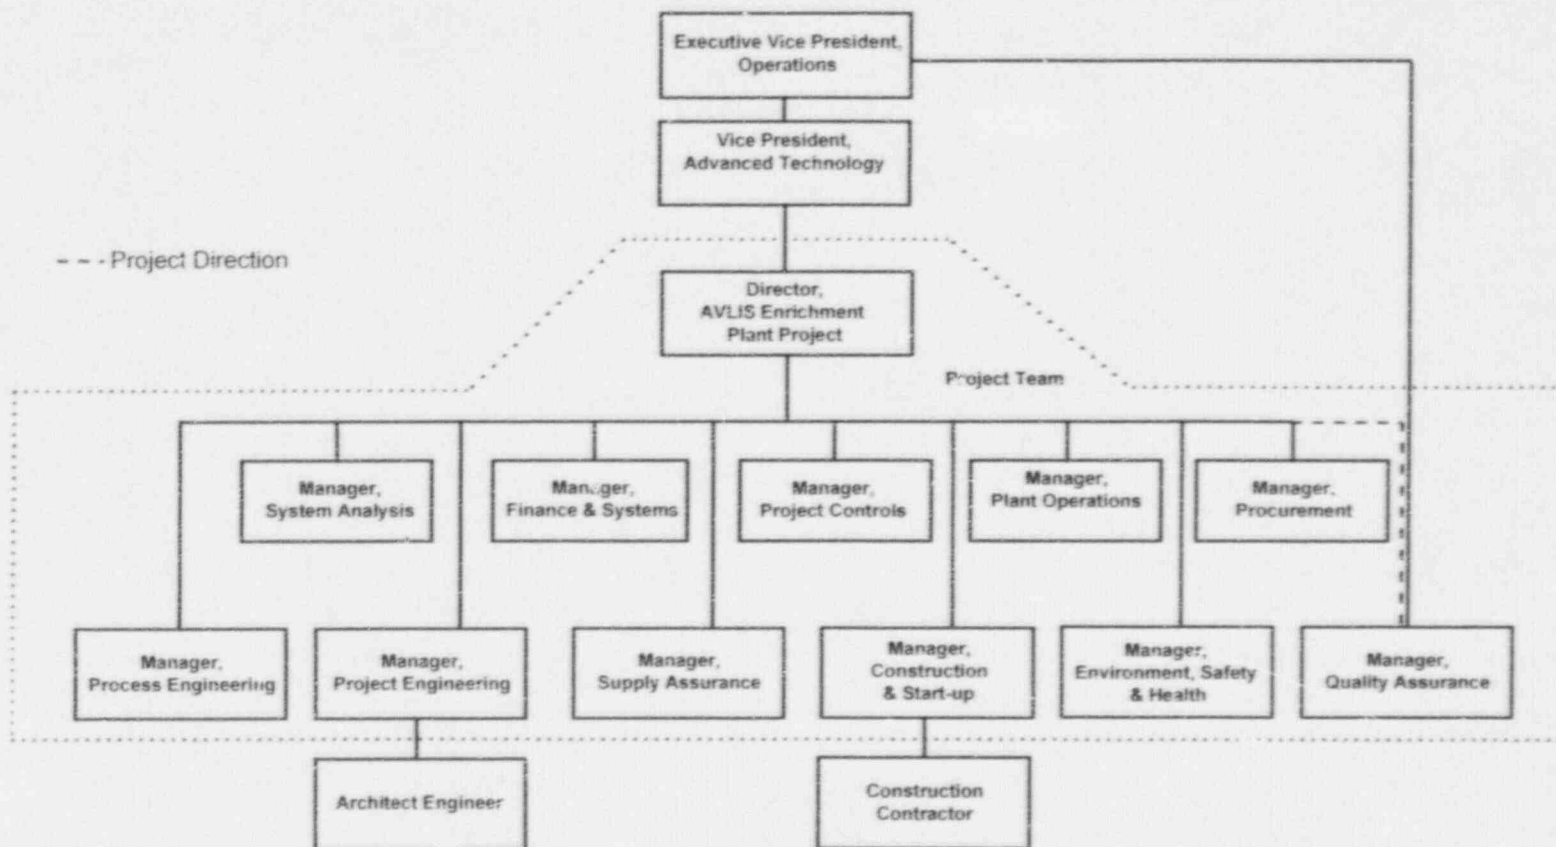 Executive Vice President,
Operations
Vice President,
Advanced Technology
Project Direction
Director,
AVLIS Enrichment
Plant Project
Project Team
Manager,
System Analysis
Manager,
Finance & Systems
Manager,
Project Controls
Manager,
Plant Operations
Manager,
Procurement
Manager,
Process Engineering
Manager,
Project Engineering
Manager,
Supply Assurance
Manager,
Construction
& Start-up
Manager,
Environment, Safety
& Health
Manager,
Quality Assurance
Architect Engineer
Construction
Contractor